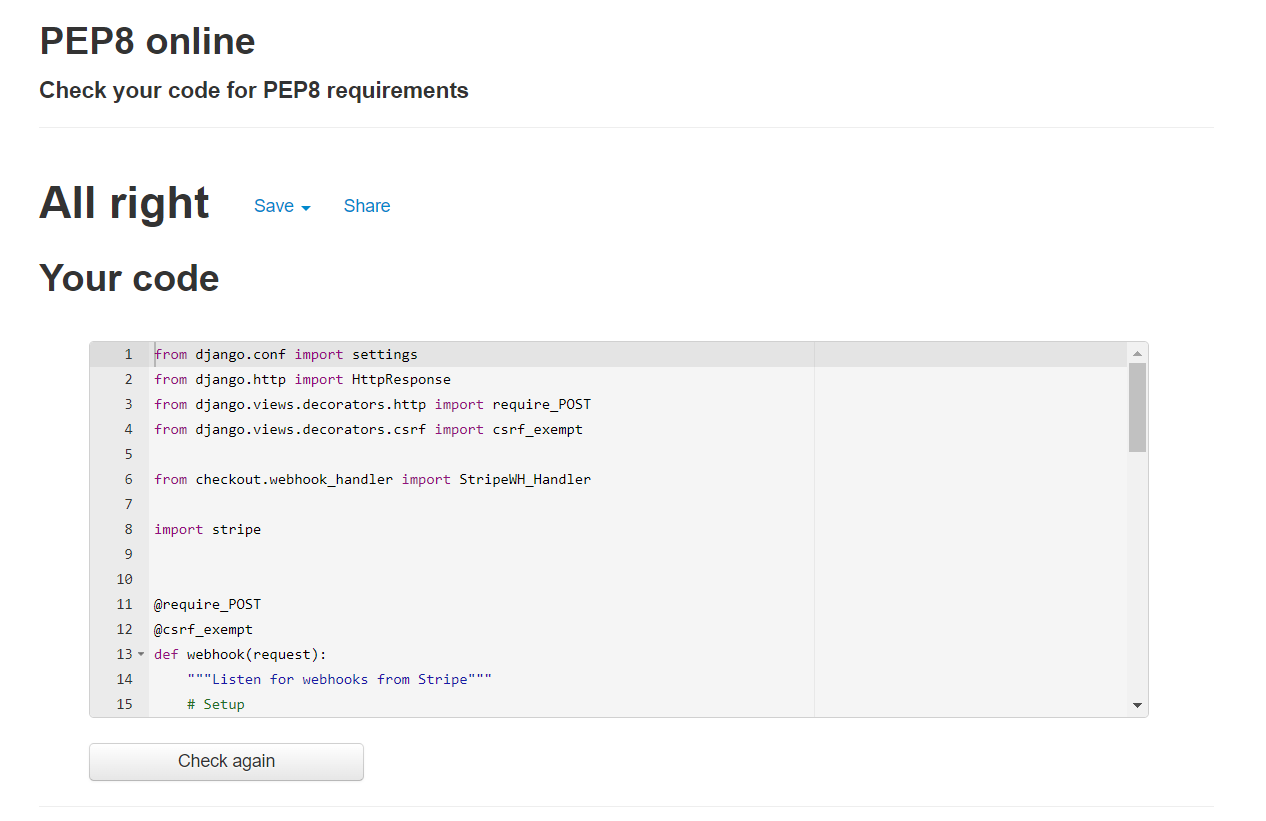 PEP8 online
Check your code for PEP8 requirements
All right Save Share
Your code
1 from django.conf import settings
2 from django.http import HttpResponse
3 from django.views.decorators.http import require_POST
4 from django.views.decorators.csrf import csrf_exempt
5
6 from checkout.webhook_handler import StripeWH_Handler
7
8 import stripe
9
10
11 @require_POST
12 @csrf_exempt
13 def webhook(request):
14     """Listen for webhooks from Stripe"""
15     # Setup
Check again